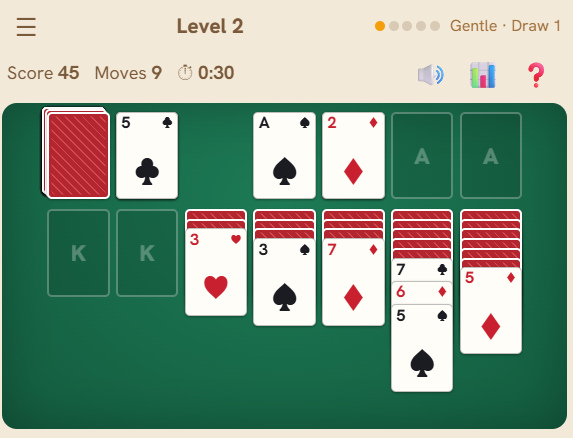 ☰ Level 2 Gentle · Draw 1
Score 45 Moves 9 ⏱ 0:30 ❓
5 ♣ A ♠ 2 ♦ A A
K K 3 ♥ 3 ♠ 7 ♦ 7 ♣ 5 ♦
6 ♦
5 ♠